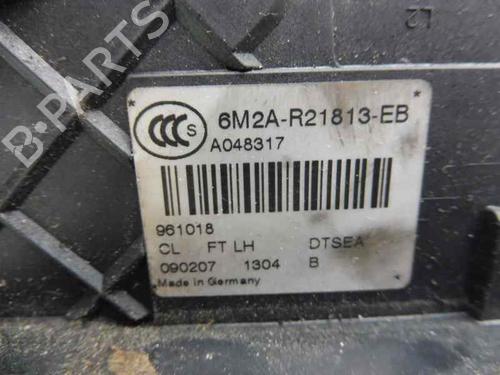 L2
CCC S
6M2A-R21813-EB
A048317
961018
CL FT LH DTSEA
090207 1304 B
Made in Germany
B-PARTS